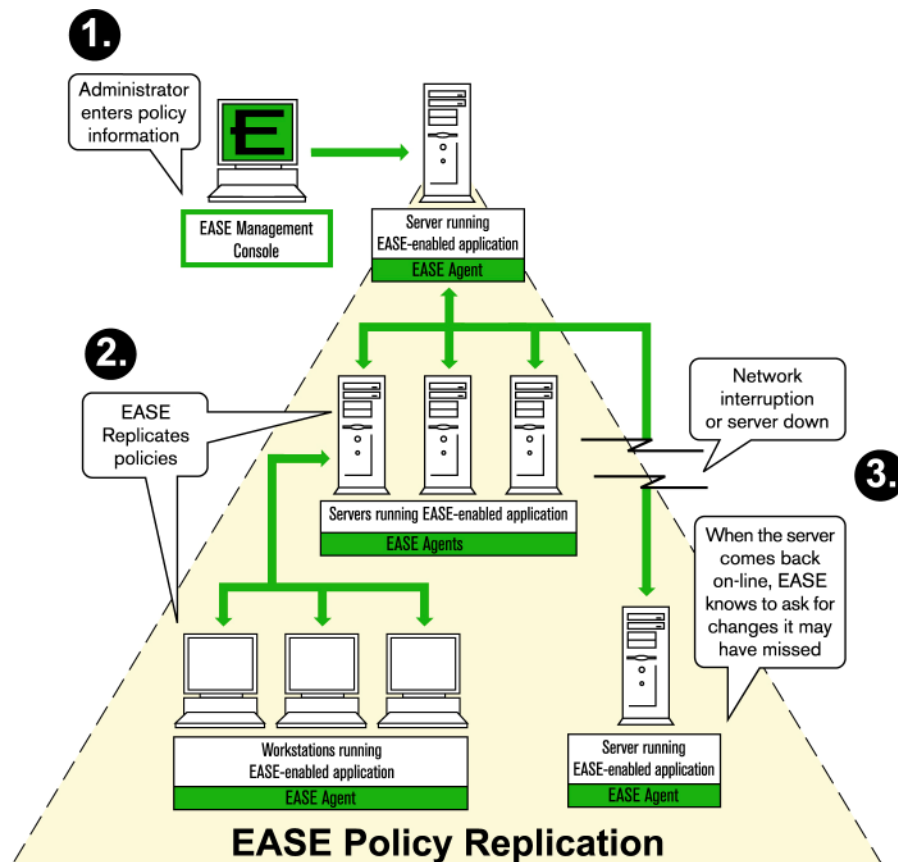 1.
Administrator
enters policy
information
E
EASE Management
Console
Server running
EASE-enabled application
EASE Agent
2.
EASE
Replicates
policies
Network
interruption
or server down
3.
Servers running EASE-enabled application
EASE Agents
When the server
comes back
on-line, EASE
knows to ask for
changes it may
have missed
Workstations running
EASE-enabled application
EASE Agent
Server running
EASE-enabled application
EASE Agent
EASE Policy Replication